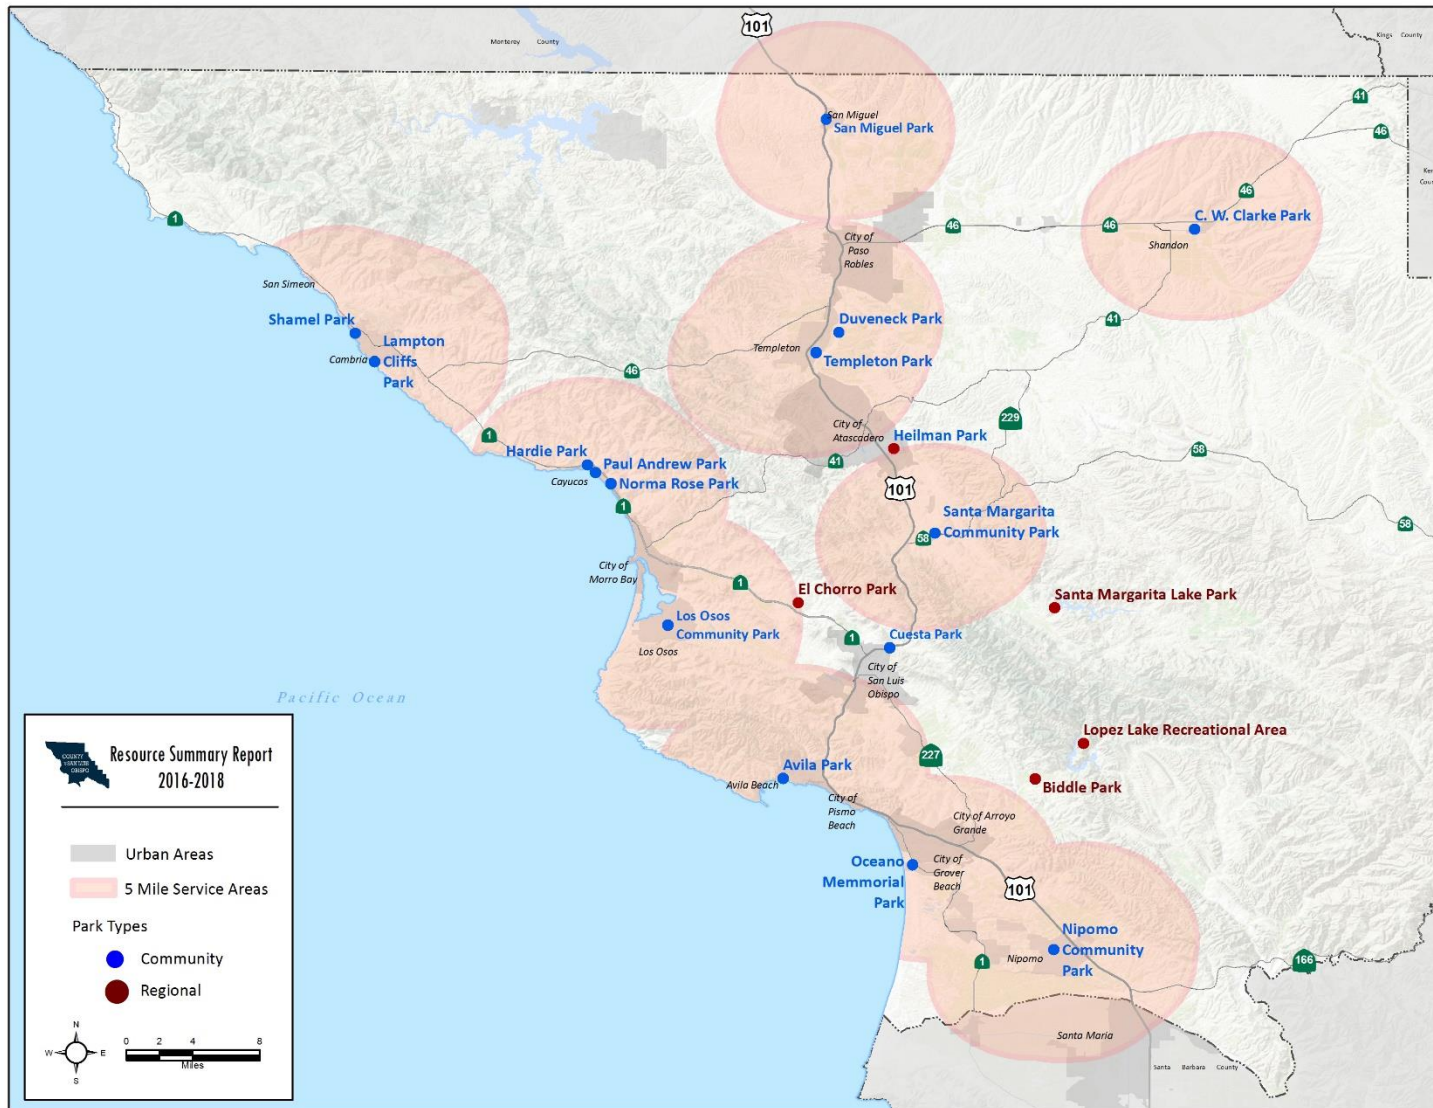 101
Monterey County
Kings County
41
46
San Miguel
San Miguel Park
46
C. W. Clarke Park
1
46
46
Shandon
City of
Paso
Robles
San Simeon
41
Shamel Park
Duveneck Park
Lampton
Cliffs
Park
Cambria
Templeton
Templeton Park
46
229
City of
Atascadero
Heilman Park
1
41
58
Hardie Park
Paul Andrew Park
Cayucos
Norma Rose Park
101
1
Santa Margarita
Community Park
58
58
City of
Morro Bay
1
El Chorro Park
Santa Margarita Lake Park
Los Osos
Community Park
1
Cuesta Park
Los Osos
City of
San Luis
Obispo
Pacific Ocean
Lopez Lake Recreational Area
227
Avila Park
Avila Beach
Biddle Park
City of
Pismo
Beach
City of Arroyo
Grande
Oceano
Memmorial
Park
City of
Grover
Beach
101
Nipomo
Community
Park
Nipomo
1
166
Santa Maria
Santa Barbara County
COUNTY
OF SAN LUIS
OBISPO
Resource Summary Report
2016-2018
Urban Areas
5 Mile Service Areas
Park Types
Community
Regional
N
W E
S
0 2 4 8
Miles